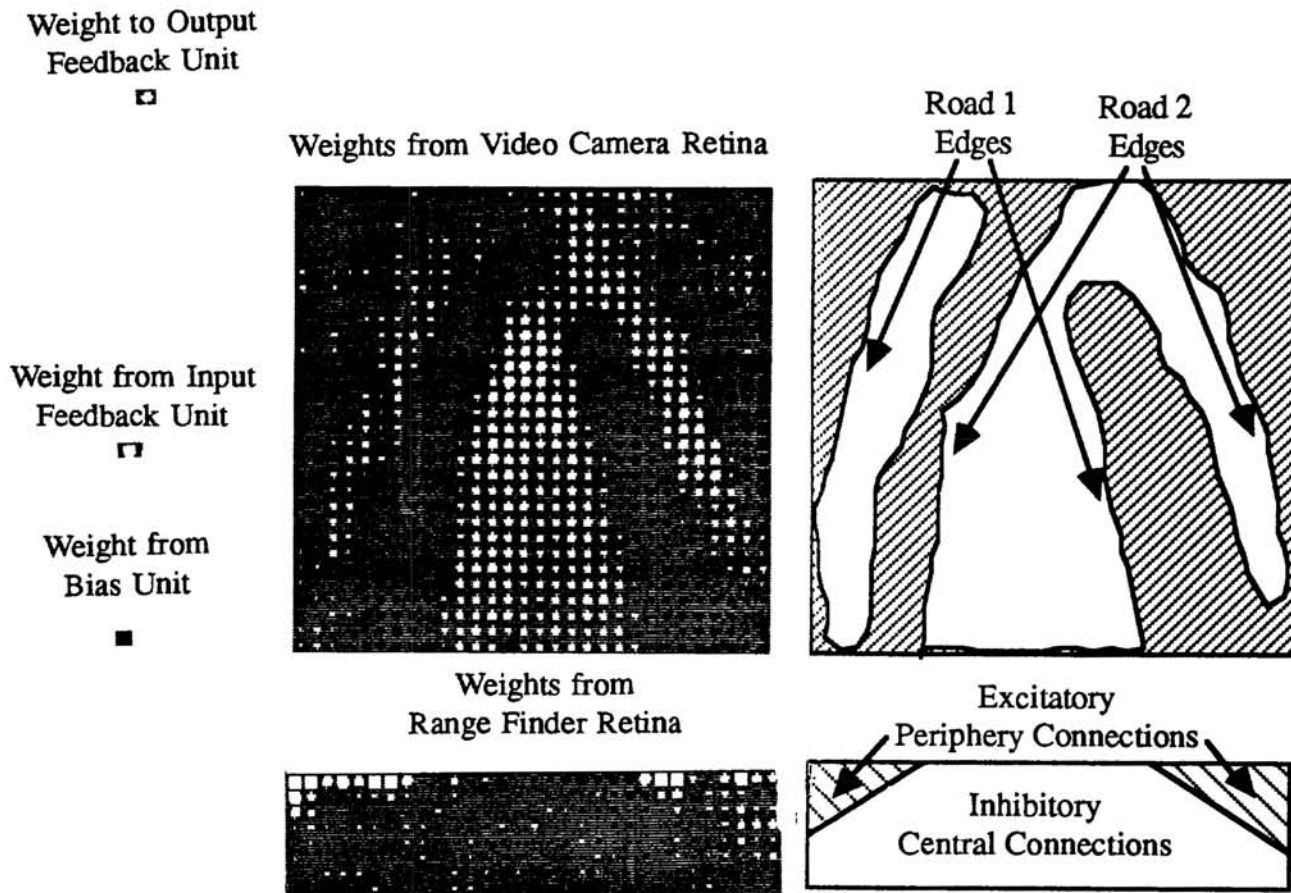 Weight to Output
Feedback Unit
Weights from Video Camera Retina
Road 1
Edges
Road 2
Edges
Weight from Input
Feedback Unit
Weight from
Bias Unit
Weights from
Range Finder Retina
Excitatory
Periphery Connections
Inhibitory
Central Connections